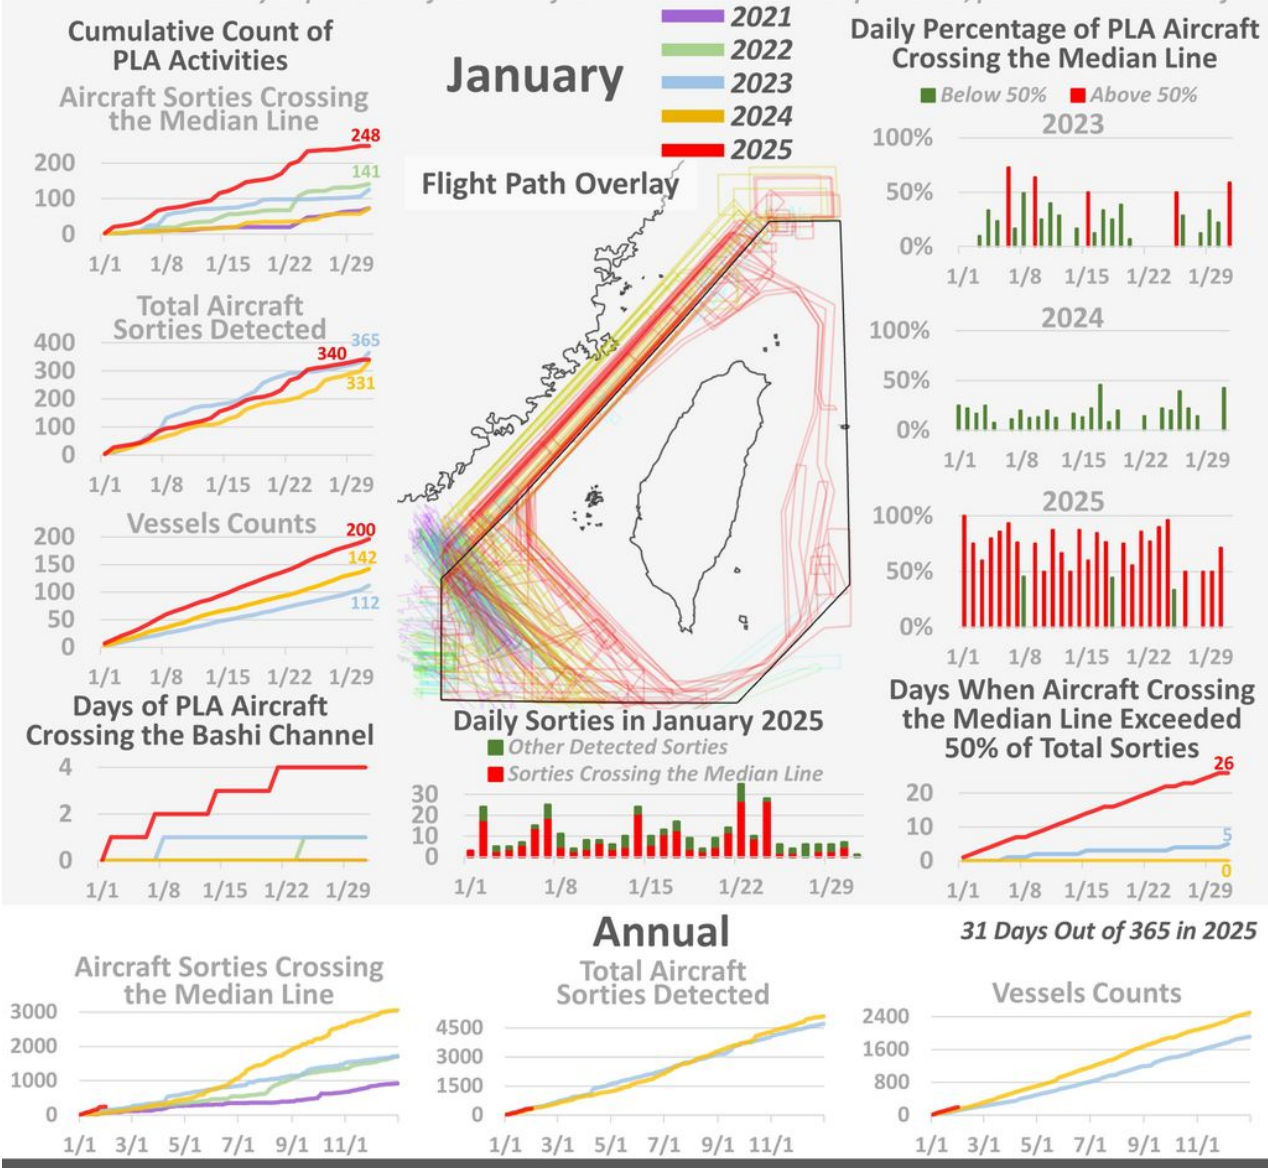 Cumulative Count of
PLA Activities
Aircraft Sorties Crossing
the Median Line
248
141
200
100
0
1/1 1/8 1/15 1/22 1/29
Total Aircraft
Sorties Detected
365
340
331
400
300
200
100
0
1/1 1/8 1/15 1/22 1/29
Vessels Counts
200
142
112
200
150
100
50
0
1/1 1/8 1/15 1/22 1/29
Days of PLA Aircraft
Crossing the Bashi Channel
4
2
0
1/1 1/8 1/15 1/22 1/29
January
2021
2022
2023
2024
2025
Flight Path Overlay
Daily Sorties in January 2025
Other Detected Sorties
Sorties Crossing the Median Line
30
20
10
0
1/1 1/8 1/15 1/22 1/29
Daily Percentage of PLA Aircraft
Crossing the Median Line
Below 50% Above 50%
2023
100%
50%
0%
1/1 1/8 1/15 1/22 1/29
2024
100%
50%
0%
1/1 1/8 1/15 1/22 1/29
2025
100%
50%
0%
1/1 1/8 1/15 1/22 1/29
Days When Aircraft Crossing
the Median Line Exceeded
50% of Total Sorties
26
5
0
20
10
0
1/1 1/8 1/15 1/22 1/29
Annual
31 Days Out of 365 in 2025
Aircraft Sorties Crossing
the Median Line
3000
2000
1000
0
1/1 3/1 5/1 7/1 9/1 11/1
Total Aircraft
Sorties Detected
4500
3000
1500
0
1/1 3/1 5/1 7/1 9/1 11/1
Vessels Counts
2400
1600
800
0
1/1 3/1 5/1 7/1 9/1 11/1